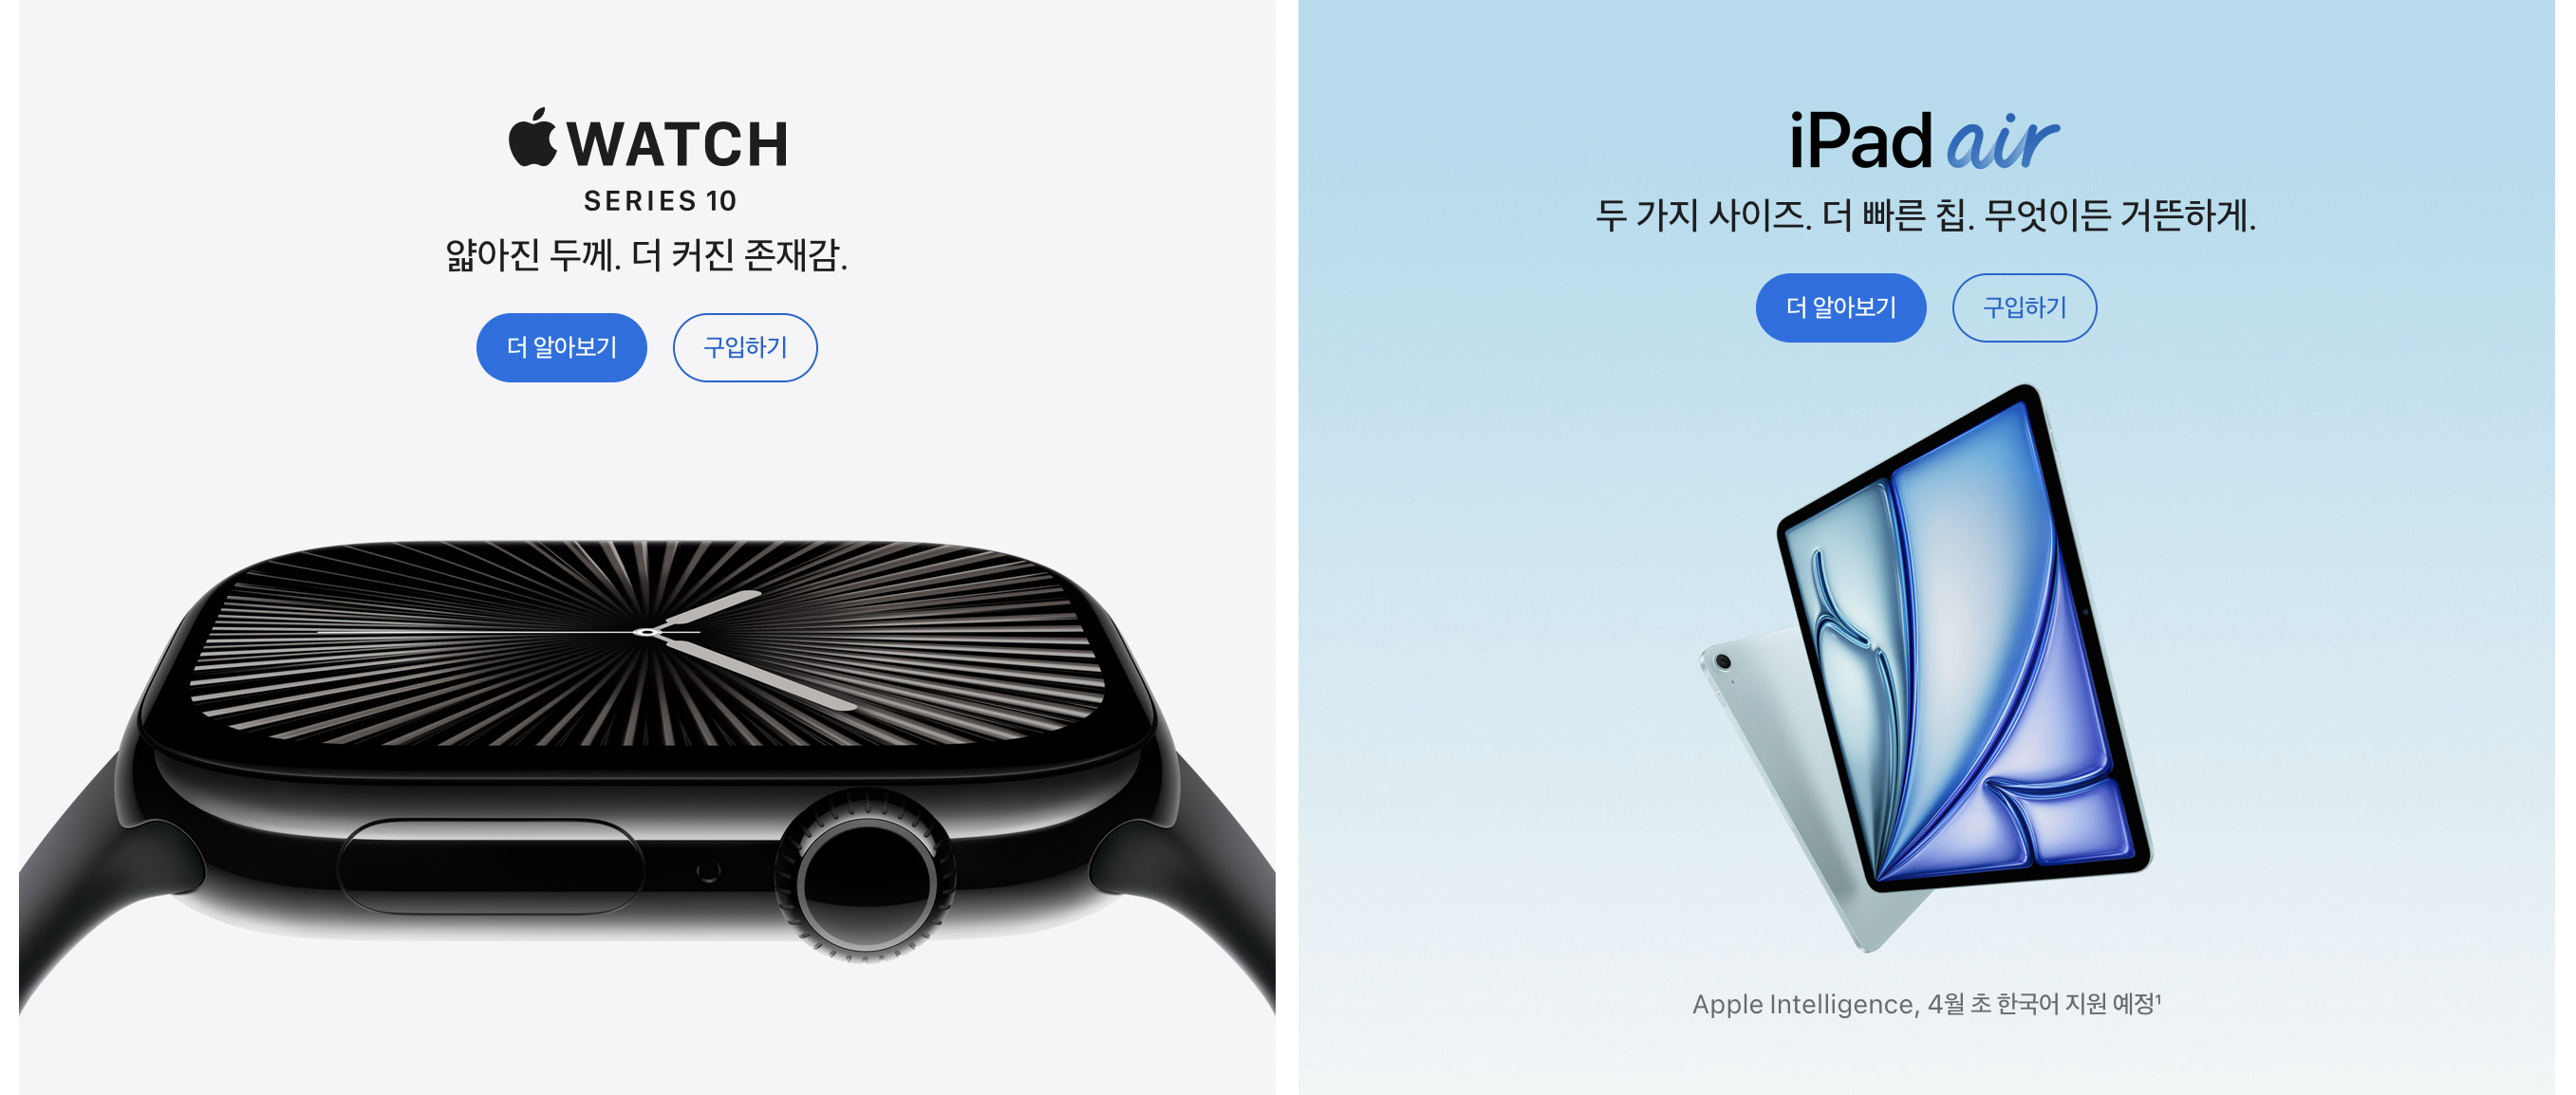 WATCH
SERIES 10
얇아진 두께. 더 커진 존재감.
더 알아보기
구입하기
iPad air
두 가지 사이즈. 더 빠른 칩. 무엇이든 거뜬하게.
더 알아보기
구입하기
Apple Intelligence, 4월 초 한국어 지원 예정¹